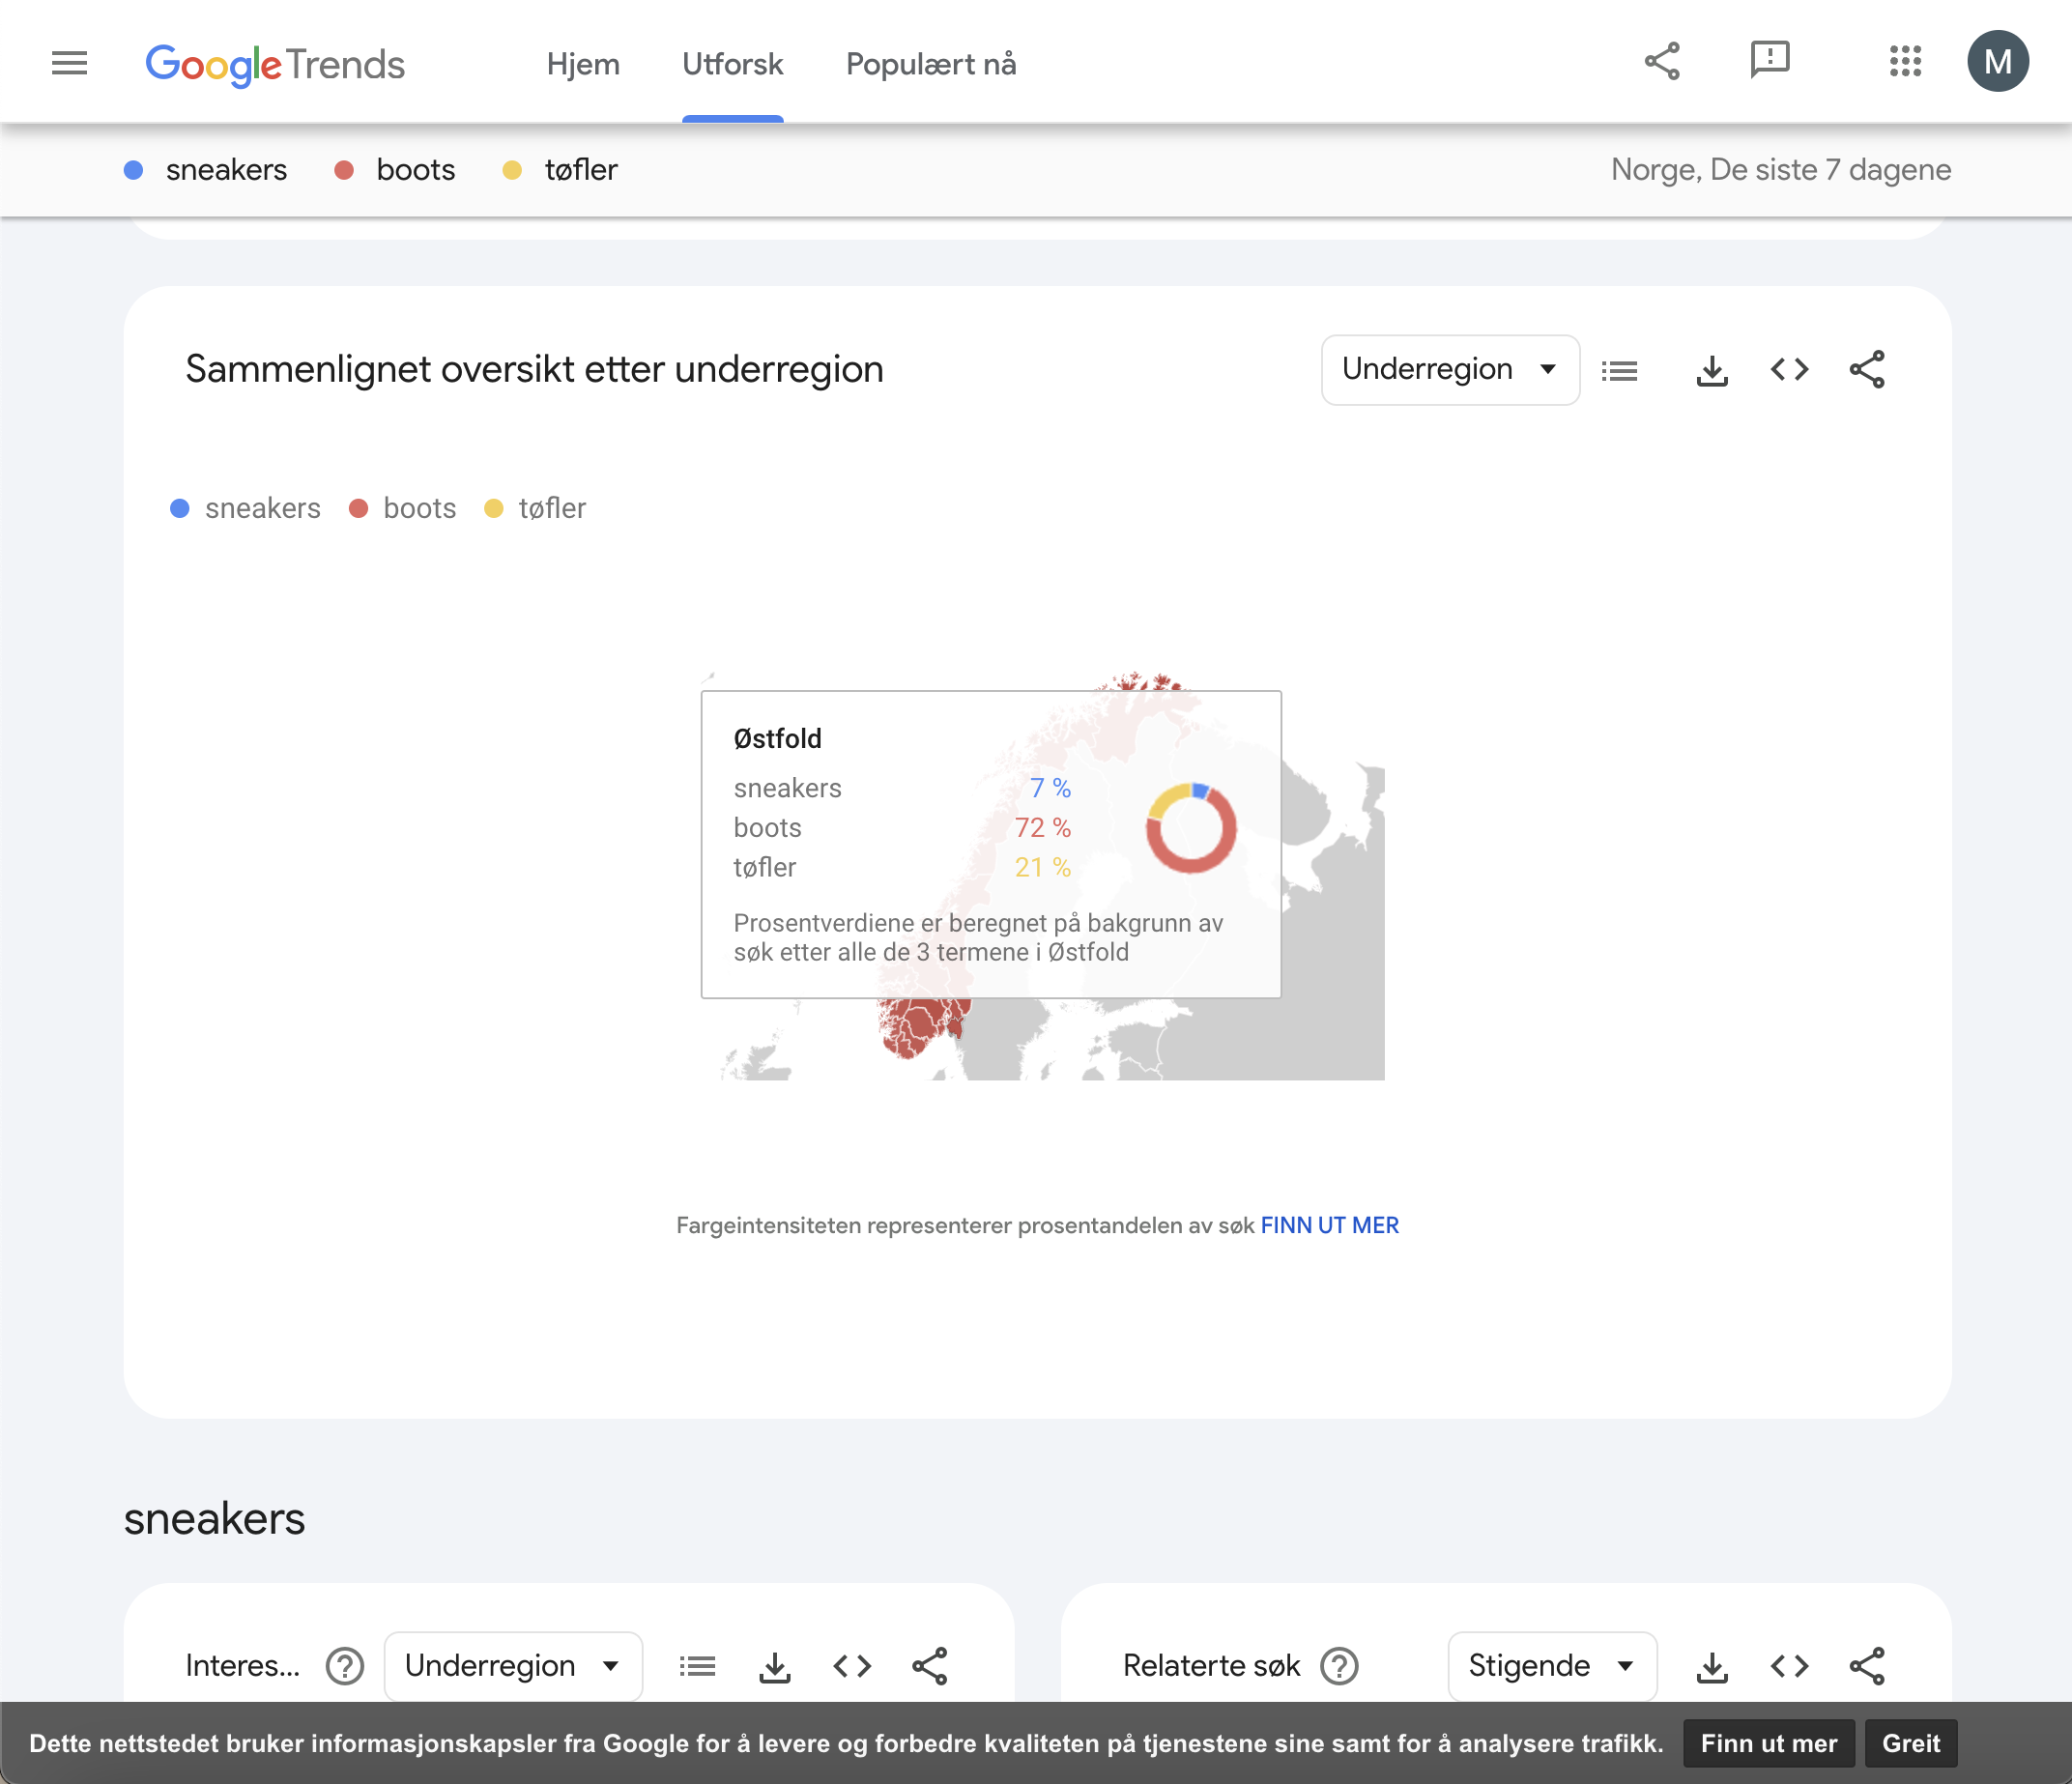 Google Trends
Hjem
Utforsk
Populært nå
M
sneakers
boots
tøfler
Norge, De siste 7 dagene
Sammenlignet oversikt etter underregion
Underregion
sneakers
boots
tøfler
Østfold
sneakers 7 %
boots 72 %
tøfler 21 %
Prosentverdiene er beregnet på bakgrunn av
søk etter alle de 3 termene i Østfold
Fargeintensiteten representerer prosentandelen av søk FINN UT MER
sneakers
Interes...
Underregion
Relaterte søk
Stigende
Dette nettstedet bruker informasjonskapsler fra Google for å levere og forbedre kvaliteten på tjenestene sine samt for å analysere trafikk.
Finn ut mer
Greit